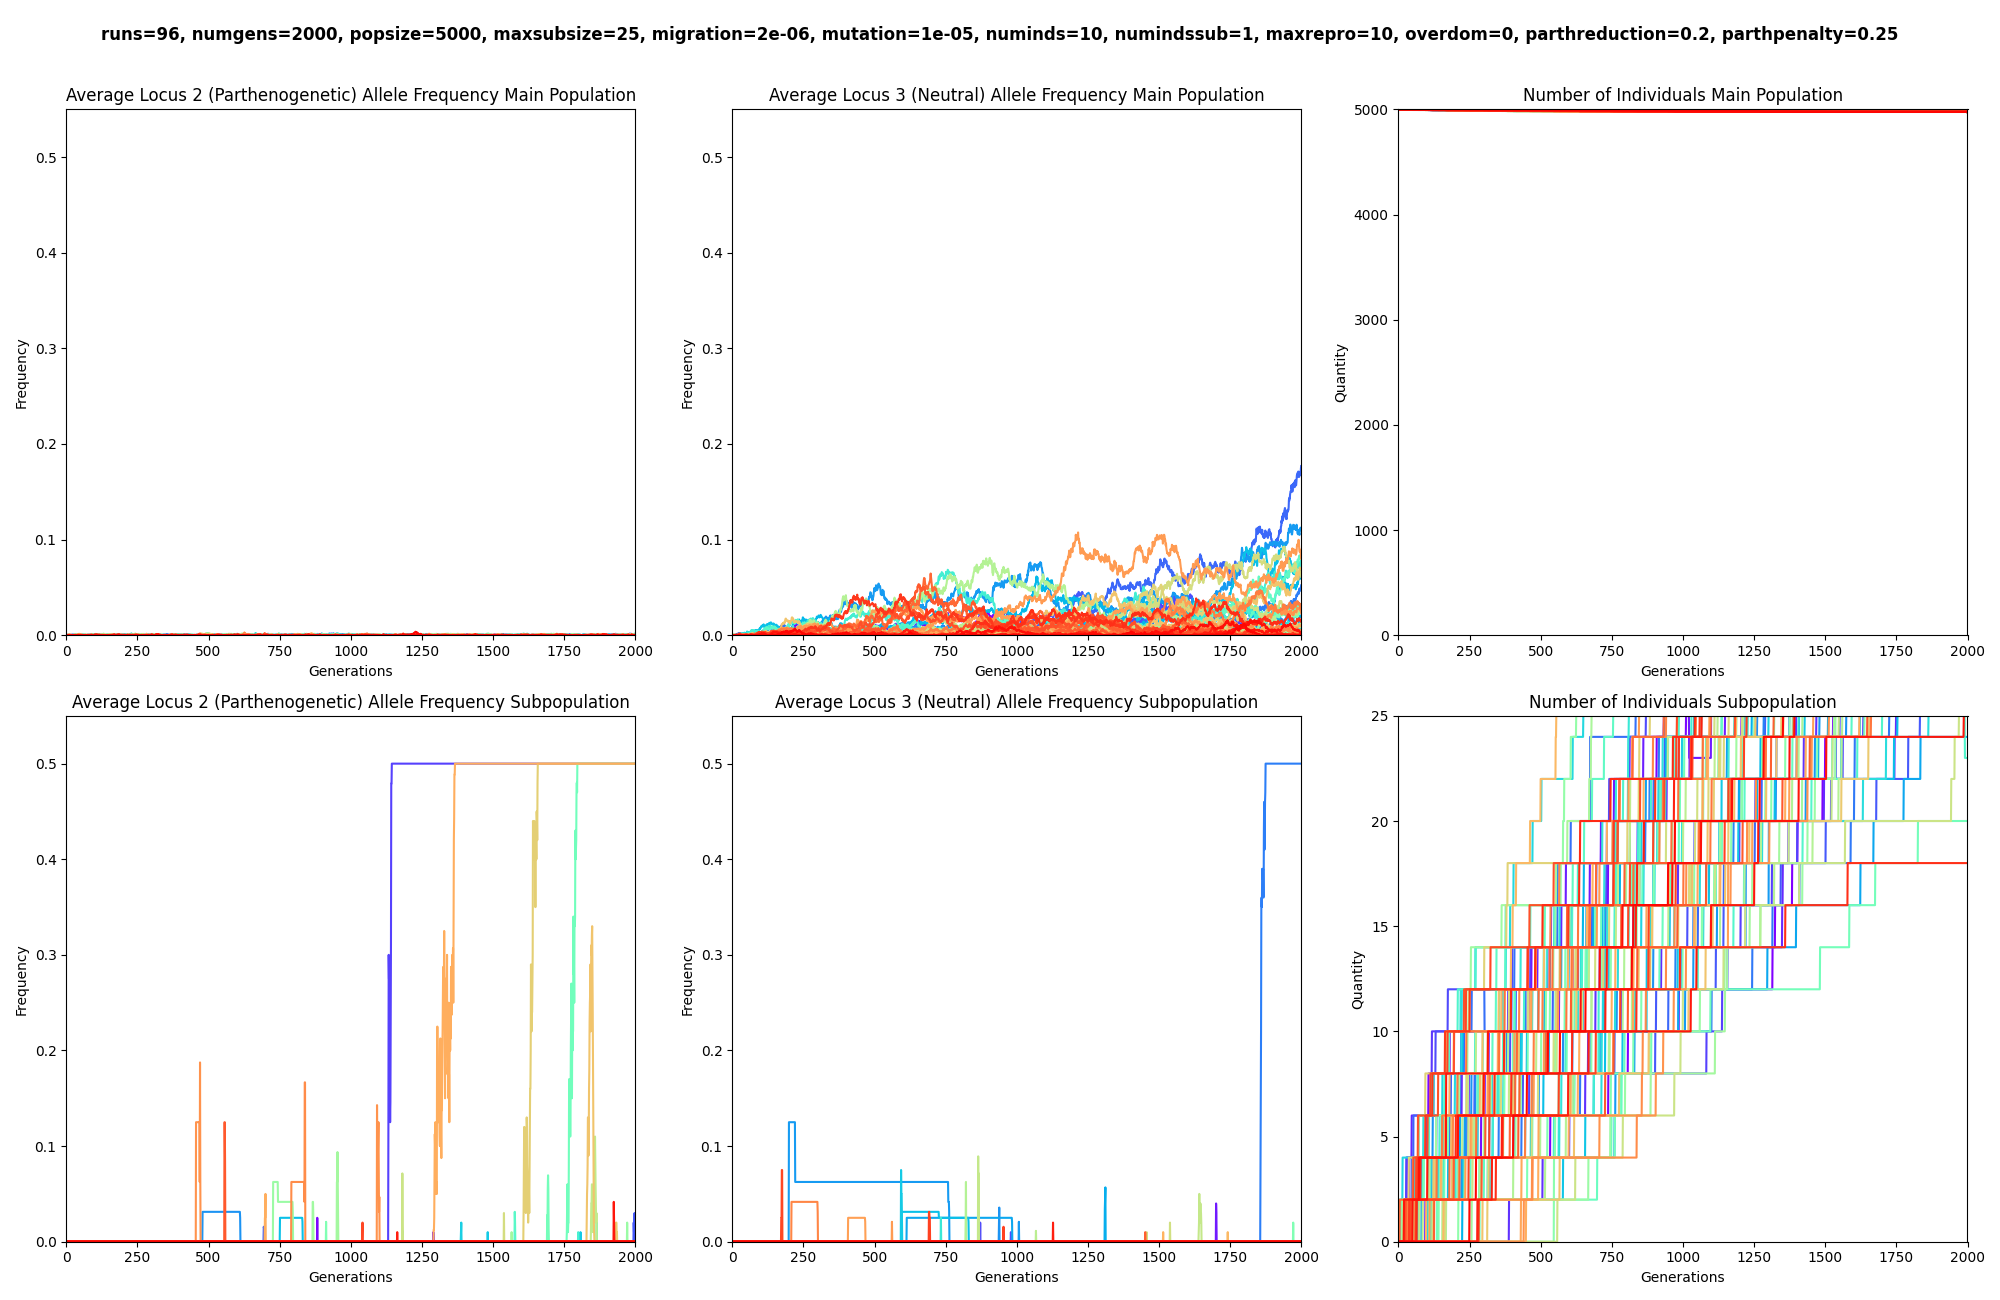 runs=96, numgens=2000, popsize=5000, maxsubsize=25, migration=2e-06, mutation=1e-05, numinds=10, numindssub=1, maxrepro=10, overdom=0, parthreduction=0.2, parthpenalty=0.25
Average Locus 2 (Parthenogenetic) Allele Frequency Main Population
Frequency
0.5
0.4
0.3
0.2
0.1
0.0
0 250 500 750 1000 1250 1500 1750 2000
Generations
Average Locus 3 (Neutral) Allele Frequency Main Population
Frequency
0.5
0.4
0.3
0.2
0.1
0.0
0 250 500 750 1000 1250 1500 1750 2000
Generations
Number of Individuals Main Population
Quantity
5000
4000
3000
2000
1000
0
0 250 500 750 1000 1250 1500 1750 2000
Generations
Average Locus 2 (Parthenogenetic) Allele Frequency Subpopulation
Frequency
0.5
0.4
0.3
0.2
0.1
0.0
0 250 500 750 1000 1250 1500 1750 2000
Generations
Average Locus 3 (Neutral) Allele Frequency Subpopulation
Frequency
0.5
0.4
0.3
0.2
0.1
0.0
0 250 500 750 1000 1250 1500 1750 2000
Generations
Number of Individuals Subpopulation
Quantity
25
20
15
10
5
0
0 250 500 750 1000 1250 1500 1750 2000
Generations